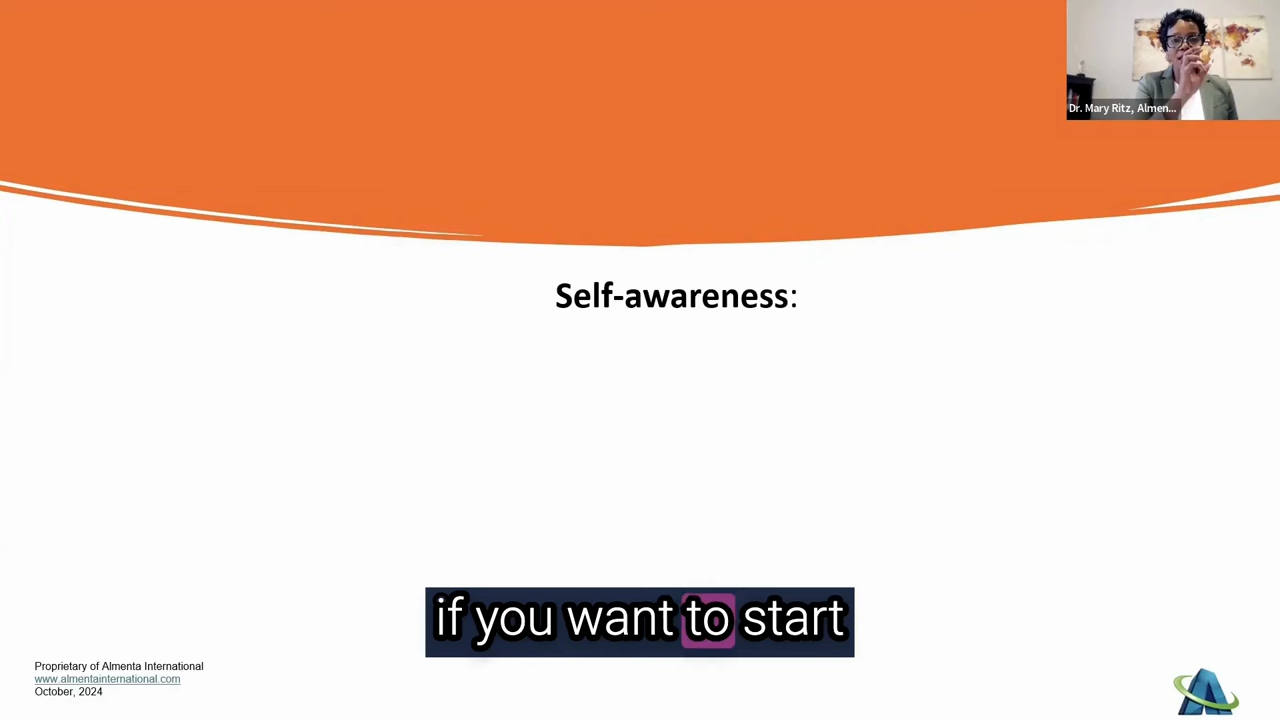 Dr. Mary Ritz, Almen...
Self-awareness:
if you want to start
Proprietary of Almenta International
www.almentainternational.com
October, 2024